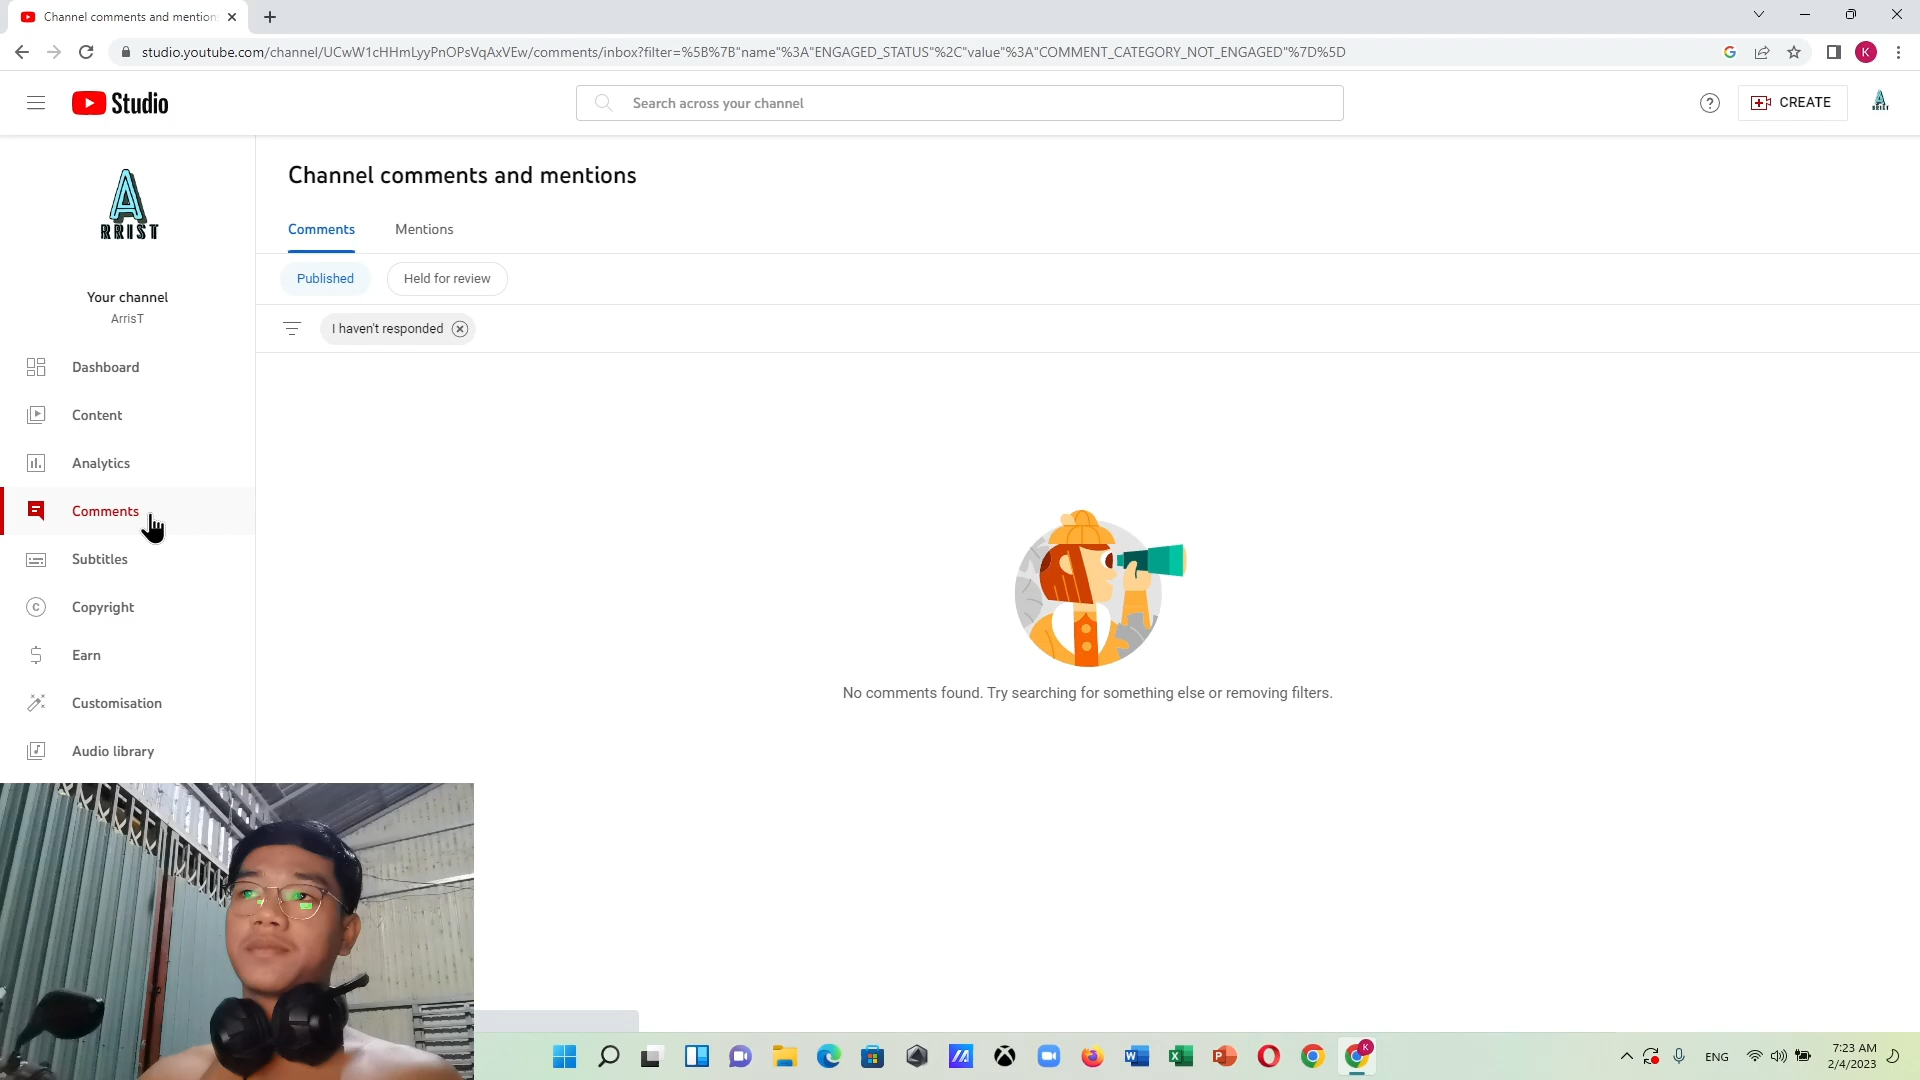 Channel comments and mention
studio.youtube.com/channel/UCwW1cHHmLyyPnOPsVqAxVEw/comments/inbox?filter=%5B%7B"name"%3A"ENGAGED_STATUS"%2C"value"%3A"COMMENT_CATEGORY_NOT_ENGAGED"%7D%5D
K
Studio
Search across your channel
CREATE
A
RRIST
Your channel
ArrisT
Dashboard
Content
Analytics
Comments
Subtitles
Copyright
Earn
Customisation
Audio library
Channel comments and mentions
Comments
Mentions
Published
Held for review
I haven't responded
No comments found. Try searching for something else or removing filters.
ENG
7:23 AM
2/4/2023